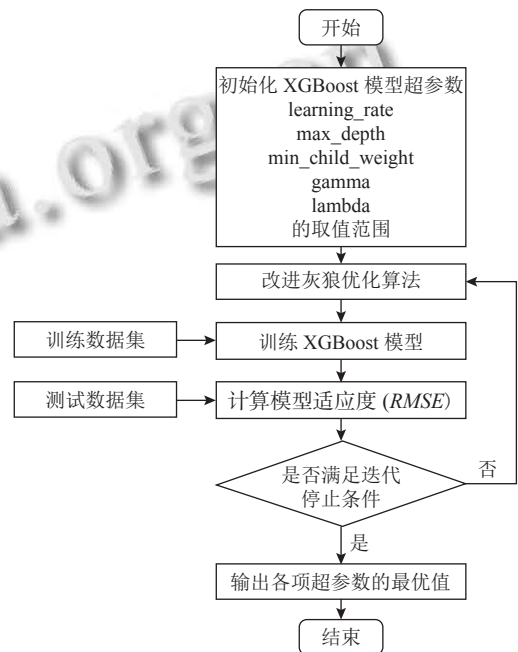 开始
初始化 XGBoost 模型超参数
learning_rate
max_depth
min_child_weight
gamma
lambda
的取值范围
改进灰狼优化算法
训练数据集
训练 XGBoost 模型
测试数据集
计算模型适应度 (RMSE)
是否满足迭代
停止条件
否
是
输出各项超参数的最优值
结束